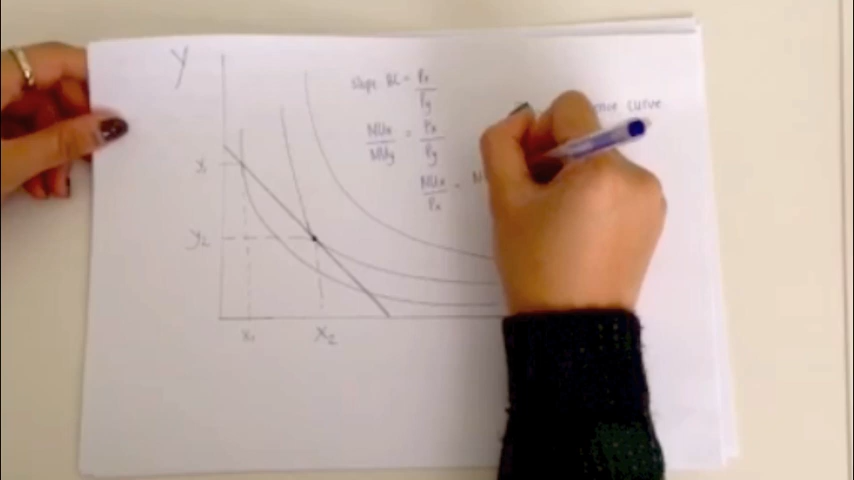 Y
Slope BC = Px/Py
MUx/MUy = Px/Py
MUx/Px = M
curve
y₁
y₂
x₁ x₂